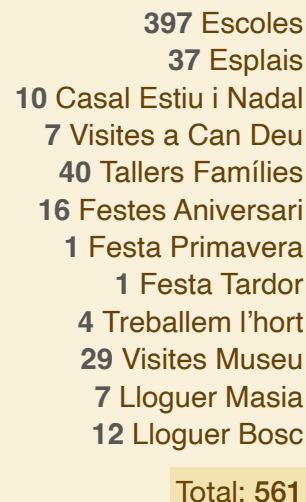 397 Escoles
37 Esplais
10 Casal Estiu i Nadal
7 Visites a Can Deu
40 Tallers Famílies
16 Festes Aniversari
1 Festa Primavera
1 Festa Tardor
4 Treballem l’hort
29 Visites Museu
7 Lloguer Masia
12 Lloguer Bosc
Total: 561